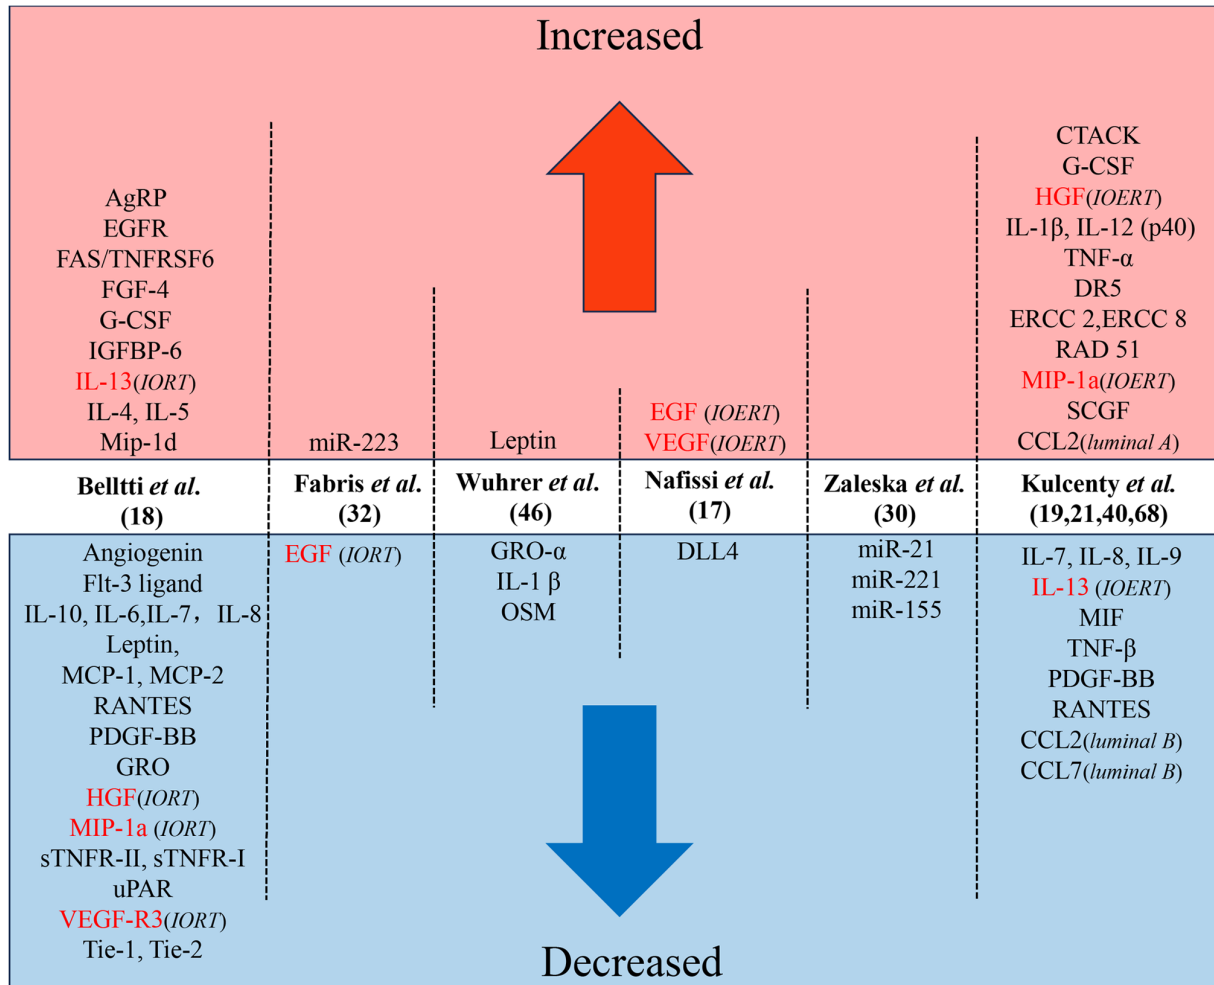 Increased
AgRP
EGFR
FAS/TNFRSF6
FGF-4
G-CSF
IGFBP-6
IL-13(IORT)
IL-4, IL-5
Mip-1d
miR-223
Leptin
EGF (IOERT)
VEGF(IOERT)
CTACK
G-CSF
HGF(IOERT)
IL-1β, IL-12 (p40)
TNF-α
DR5
ERCC 2,ERCC 8
RAD 51
MIP-1a(IOERT)
SCGF
CCL2(luminal A)
Belltti et al.
(18)
Fabris et al.
(32)
Wuhrer et al.
(46)
Nafissi et al.
(17)
Zaleska et al.
(30)
Kulcenty et al.
(19,21,40,68)
Angiogenin
Flt-3 ligand
IL-10, IL-6,IL-7， IL-8
Leptin,
MCP-1, MCP-2
RANTES
PDGF-BB
GRO
HGF(IORT)
MIP-1a (IORT)
sTNFR-II, sTNFR-I
uPAR
VEGF-R3(IORT)
Tie-1, Tie-2
EGF (IORT)
GRO-α
IL-1 β
OSM
DLL4
miR-21
miR-221
miR-155
IL-7, IL-8, IL-9
IL-13 (IOERT)
MIF
TNF-β
PDGF-BB
RANTES
CCL2(luminal B)
CCL7(luminal B)
Decreased